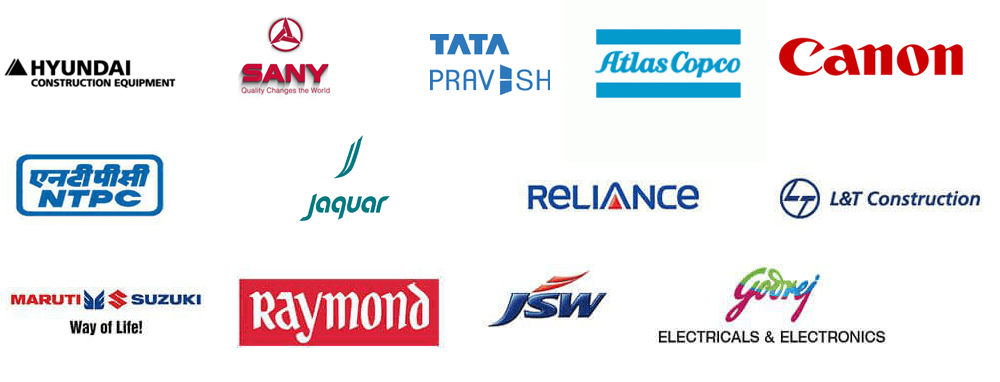 HYUNDAI
CONSTRUCTION EQUIPMENT
SANY
Quality Changes the World
TATA
PRAVESH
Atlas Copco
Canon
एनटीपीसी
NTPC
Jaquar
RELIANCE
L&T Construction
MARUTI SUZUKI
Way of Life!
Raymond
JSW
Godrej
ELECTRICALS & ELECTRONICS